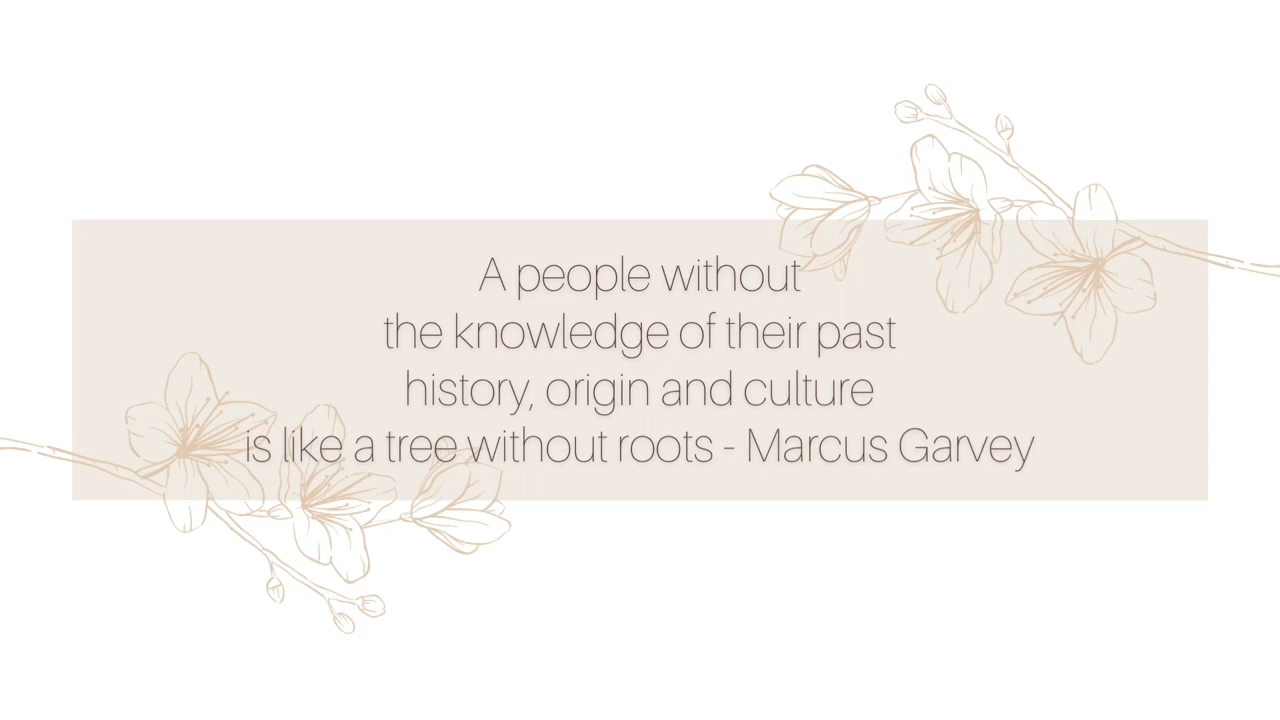 A people without
the knowledge of their past
history, origin and culture
is like a tree without roots - Marcus Garvey